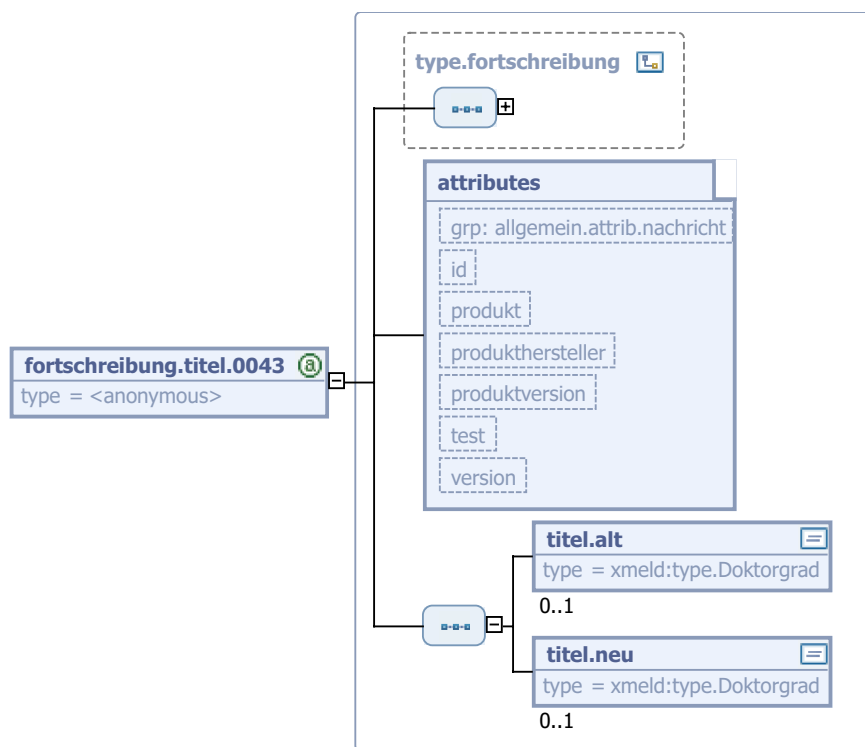 type.fortschreibung
attributes
grp: allgemein.attrib.nachricht
id
produkt
produkthersteller
produktversion
test
version
fortschreibung.titel.0043
type = <anonymous>
titel.alt
type = xmeld:type.Doktorgrad
0..1
titel.neu
type = xmeld:type.Doktorgrad
0..1